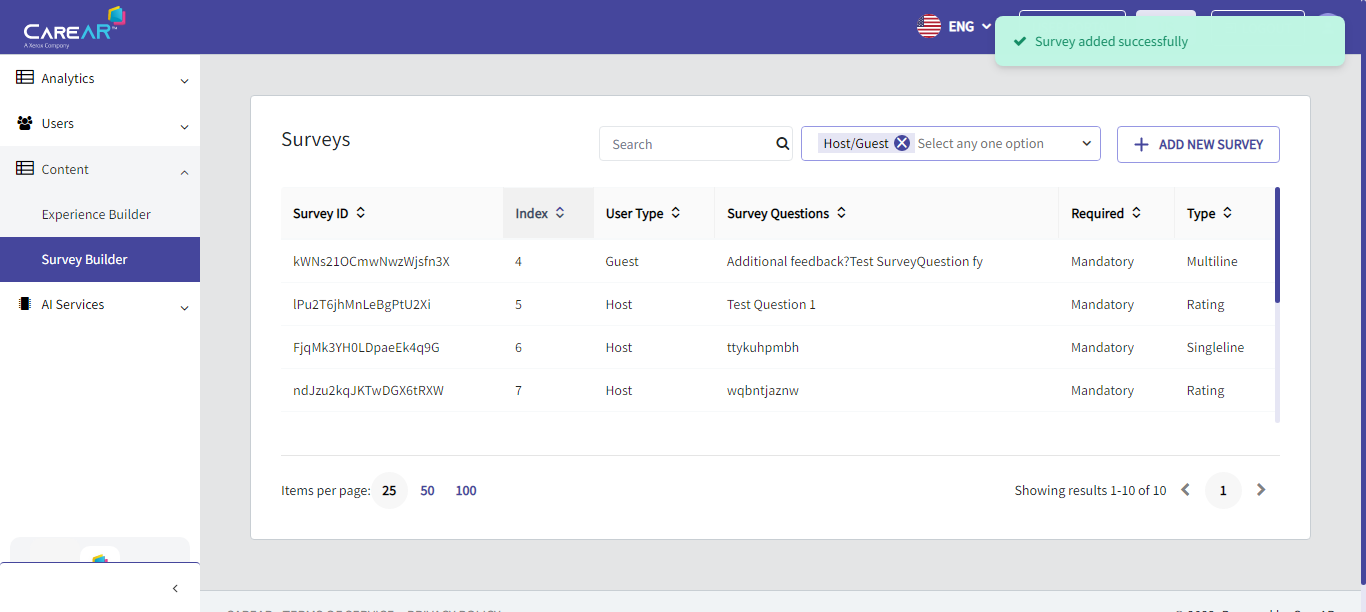 CAREAR™
A Xerox Company
ENG
Survey added successfully
Analytics
Users
Content
Experience Builder
Survey Builder
AI Services
Surveys
Search
Host/Guest Select any one option
ADD NEW SURVEY
Survey ID Index User Type Survey Questions Required Type
kWNs21OCmwNwzWjsfn3X 4 Guest Additional feedback?Test SurveyQuestion fy Mandatory Multiline
lPu2T6jhMnLeBgPtU2Xi 5 Host Test Question 1 Mandatory Rating
FjqMk3YH0LDpaeEk4q9G 6 Host ttykuhpmbh Mandatory Singleline
ndJzu2kqJKTwDGX6tRXW 7 Host wqbntjaznw Mandatory Rating
Items per page: 25 50 100
Showing results 1-10 of 10 1